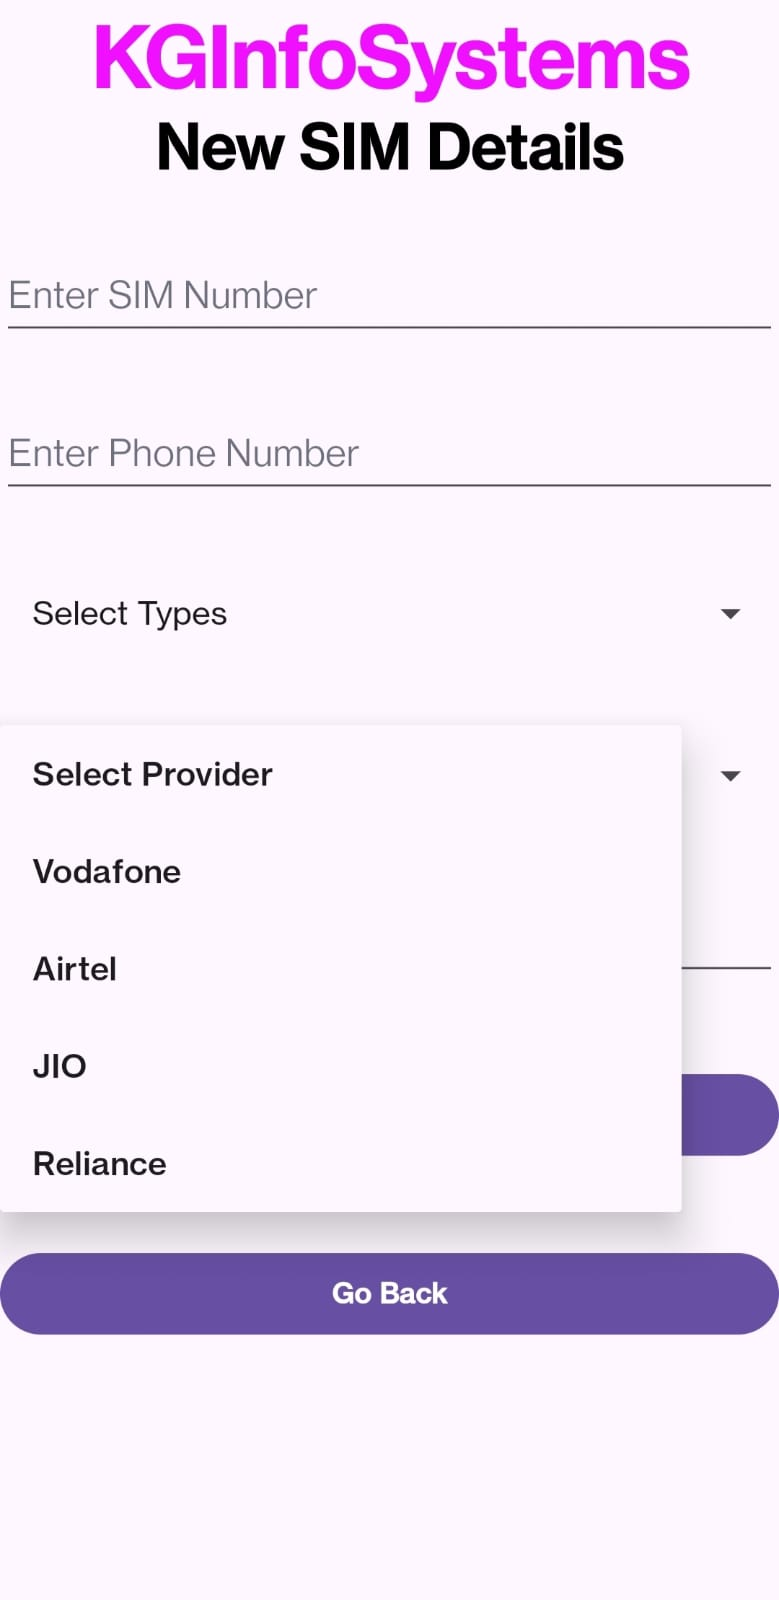 KGInfoSystems
New SIM Details
Enter SIM Number
Enter Phone Number
Select Types
Select Provider
Vodafone
Airtel
JIO
Reliance
Go Back